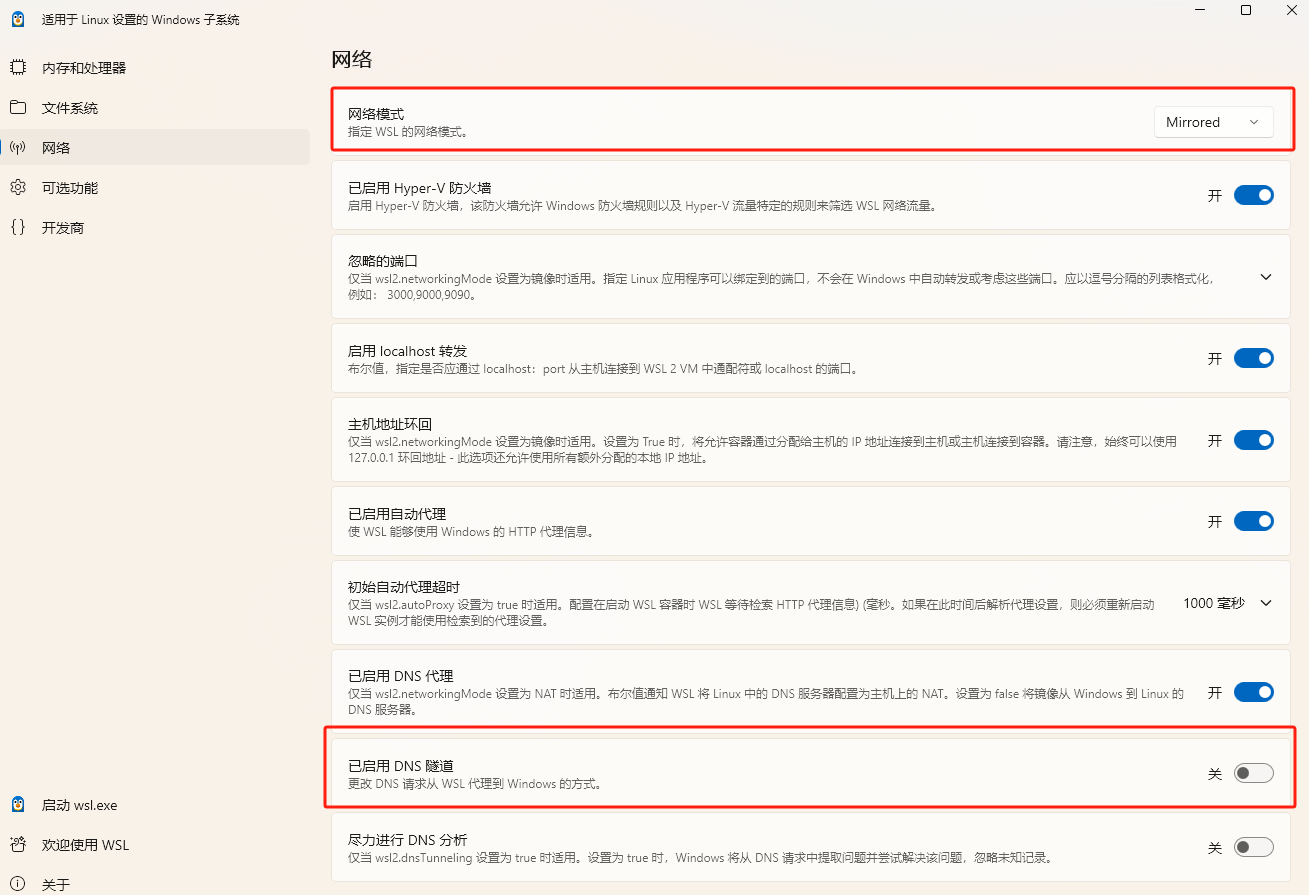 适用于 Linux 设置的 Windows 子系统
内存和处理器
文件系统
网络
可选功能
开发商
启动 wsl.exe
欢迎使用 WSL
关于
网络
网络模式
指定 WSL 的网络模式。
Mirrored
已启用 Hyper-V 防火墙
启用 Hyper-V 防火墙，该防火墙允许 Windows 防火墙规则以及 Hyper-V 流量特定的规则来筛选 WSL 网络流量。
开
忽略的端口
仅当 wsl2.networkingMode 设置为镜像时适用。指定 Linux 应用程序可以绑定到的端口，不会在 Windows 中自动转发或考虑这些端口。应以逗号分隔的列表格式化，
例如： 3000,9000,9090。
启用 localhost 转发
布尔值，指定是否应通过 localhost：port 从主机连接到 WSL 2 VM 中通配符或 localhost 的端口。
开
主机地址环回
仅当 wsl2.networkingMode 设置为镜像时适用。设置为 True 时，将允许容器通过分配给主机的 IP 地址连接到主机或主机连接到容器。请注意，始终可以使用
127.0.0.1 环回地址 - 此选项还允许使用所有额外分配的本地 IP 地址。
开
已启用自动代理
使 WSL 能够使用 Windows 的 HTTP 代理信息。
开
初始自动代理超时
仅当 wsl2.autoProxy 设置为 true 时适用。配置在启动 WSL 容器时 WSL 等待检索 HTTP 代理信息) (毫秒。如果在此时间后解析代理设置，则必须重新启动
WSL 实例才能使用检索到的代理设置。
1000 毫秒
已启用 DNS 代理
仅当 wsl2.networkingMode 设置为 NAT 时适用。布尔值通知 WSL 将 Linux 中的 DNS 服务器配置为主机上的 NAT。设置为 false 将镜像从 Windows 到 Linux 的
DNS 服务器。
开
已启用 DNS 隧道
更改 DNS 请求从 WSL 代理到 Windows 的方式。
关
尽力进行 DNS 分析
仅当 wsl2.dnsTunneling 设置为 true 时适用。设置为 true 时，Windows 将从 DNS 请求中提取问题并尝试解决该问题，忽略未知记录。
关